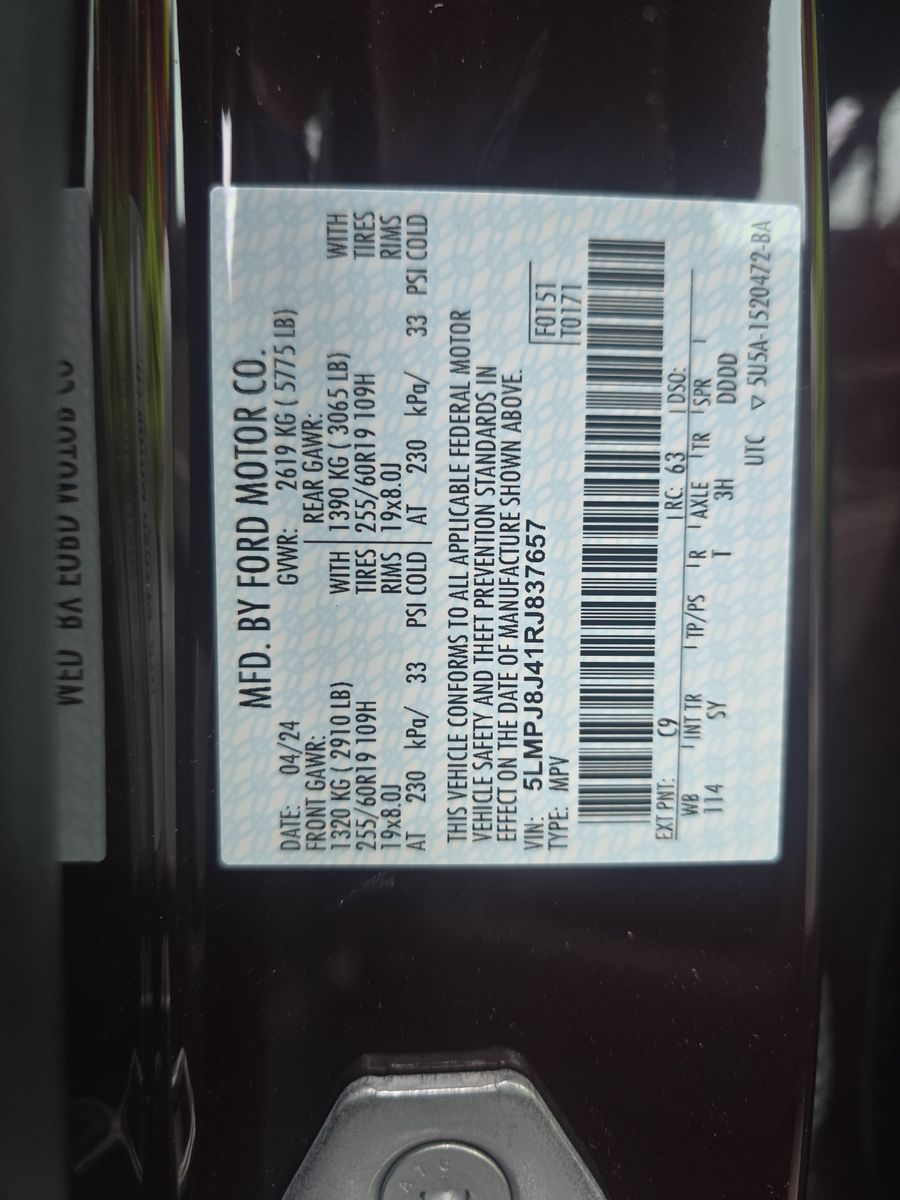 MFD. BY FORD MOTOR CO.
DATE: 04/24 GVWR: 2619 KG ( 5775 LB)
FRONT GAWR: REAR GAWR:
1320 KG ( 2910 LB) WITH 1390 KG ( 3065 LB) WITH
255/60R19 109H TIRES 255/60R19 109H TIRES
19x8.0J RIMS 19x8.0J RIMS
AT 230 kPa/ 33 PSI COLD AT 230 kPa/ 33 PSI COLD
THIS VEHICLE CONFORMS TO ALL APPLICABLE FEDERAL MOTOR
VEHICLE SAFETY AND THEFT PREVENTION STANDARDS IN
EFFECT ON THE DATE OF MANUFACTURE SHOWN ABOVE.
VIN: 5LMPJ8J41RJ837657 F0151
TYPE: MPV T0171
EXT PNT: C9 RC: 63 DSO:
WB INT TR TP/PS R AXLE TR SPR
114 SY T 3H DDDD
UTC ▽ 5U5A-1520472-BA